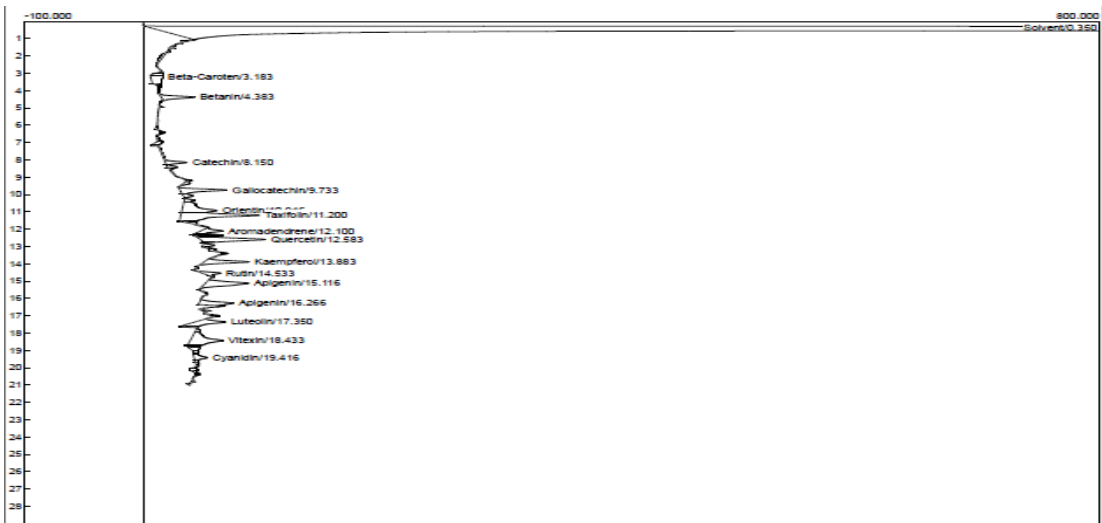 -100.000 800.000
Solvent/0.350
1
2
3
Beta-Caroten/3.183
4
Betanin/4.383
5
6
7
8
Catechin/8.150
9
10
Gallocatechin/9.733
11
Taxifolin/11.200
12
Aromadendrene/12.100
Quercetin/12.583
13
14
Kaempferol/13.883
Rutin/14.533
15
Apigenin/15.116
16
Apigenin/16.266
17
Luteolin/17.350
18
Vitexin/18.433
19
Cyanidin/19.416
20
21
22
23
24
25
26
27
28